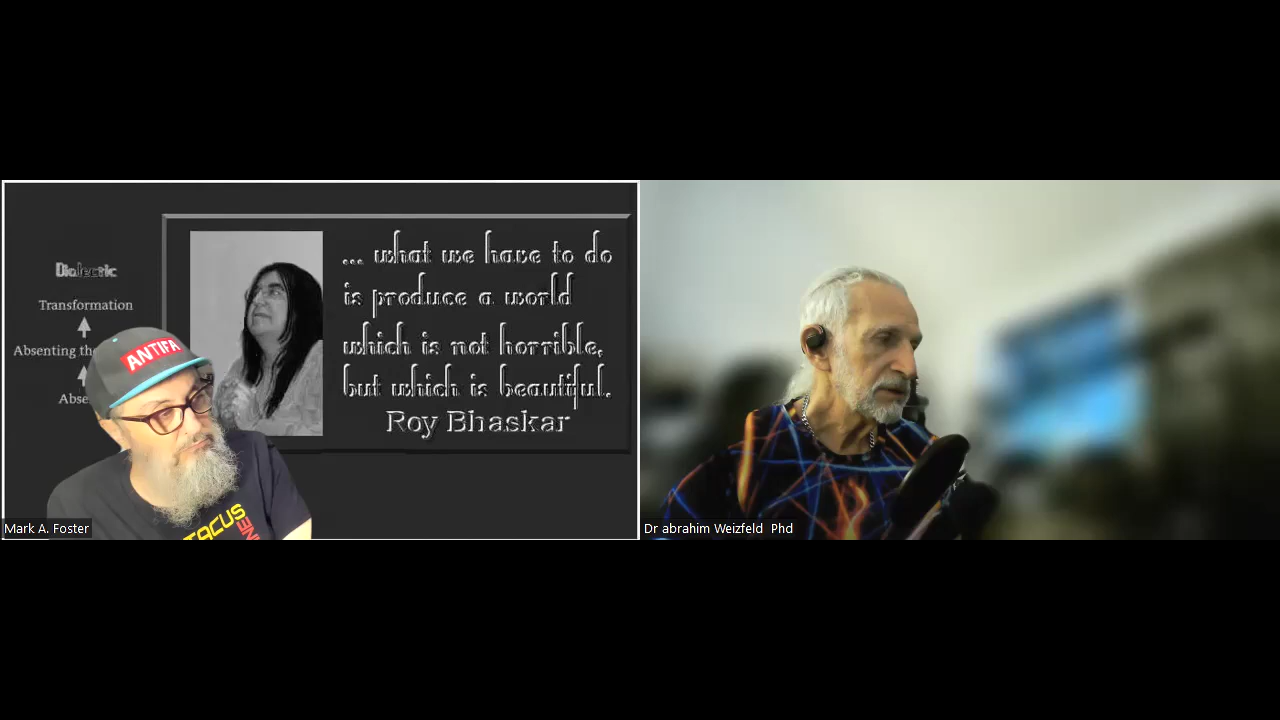 Dialectic
Transformation
Absenting the
ANTIFA
... what we have to do
is produce a world
which is not horrible,
but which is beautiful.
Roy Bhaskar
Mark A. Foster
Dr abrahim Weizfeld Phd